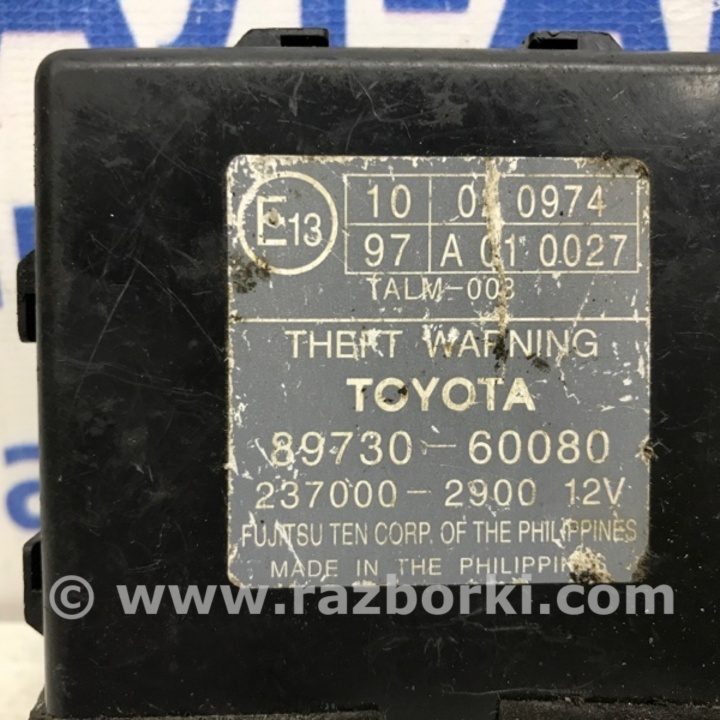 E13
10 02 0974
97 A 01 0027
TALM-003
THEFT WARNING
TOYOTA
89730-60080
237000-2900 12V
FUJITSU TEN CORP. OF THE PHILIPPINES
MADE IN THE PHILIPPINES
© www.razborki.com